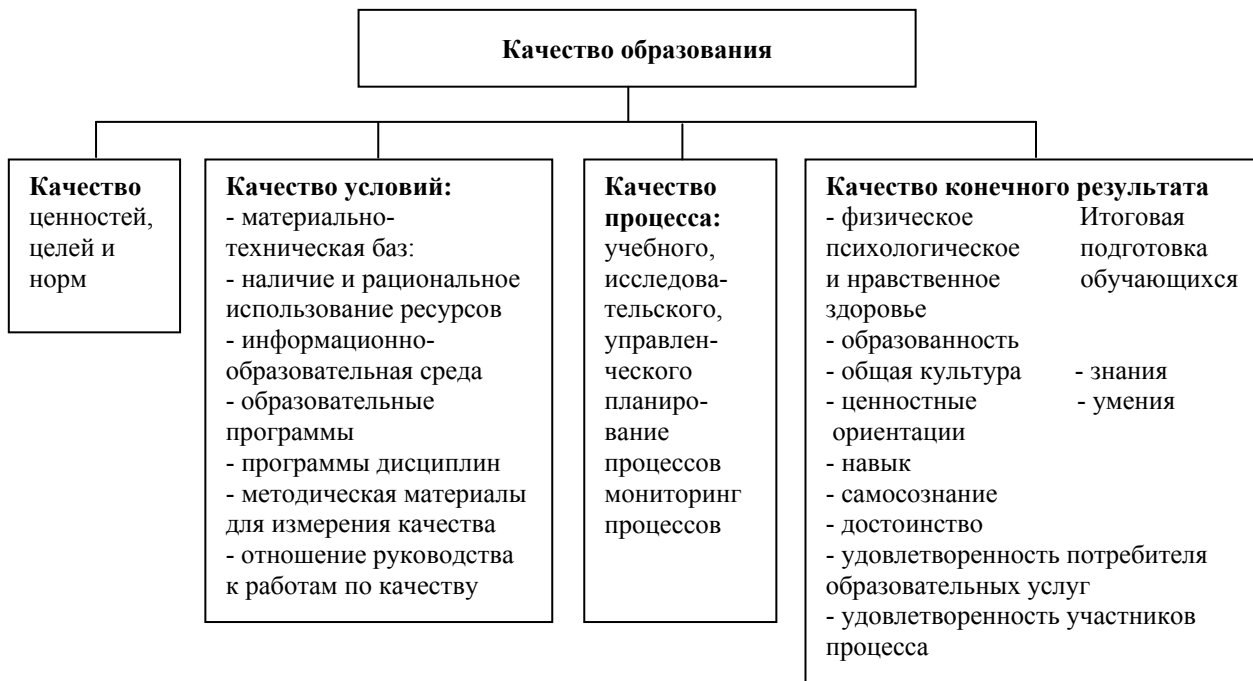 Качество образования
Качество
ценностей,
целей и
норм
Качество условий:
- материально-
техническая баз:
- наличие и рациональное
использование ресурсов
- информационно-
образовательная среда
- образовательные
программы
- программы дисциплин
- методическая материалы
для измерения качества
- отношение руководства
к работам по качеству
Качество
процесса:
учебного,
исследова-
тельского,
управлен-
ческого
планиро-
вание
процессов
мониторинг
процессов
Качество конечного результата
- физическое Итоговая
психологическое подготовка
и нравственное обучающихся
здоровье
- образованность
- общая культура - знания
- ценностные - умения
ориентации
- навык
- самосознание
- достоинство
- удовлетворенность потребителя
образовательных услуг
- удовлетворенность участников
процесса